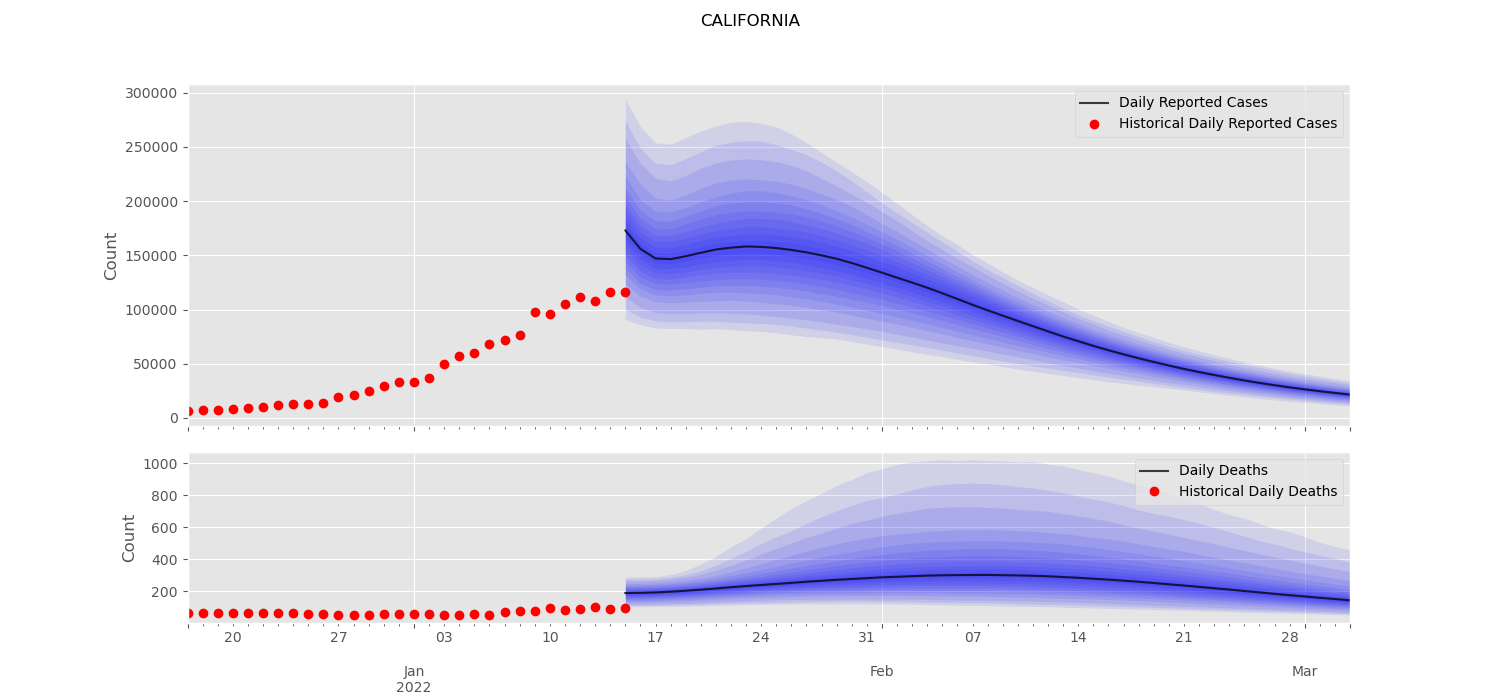 CALIFORNIA
300000
250000
200000
150000
100000
50000
0
Count
Daily Reported Cases
Historical Daily Reported Cases
1000
800
600
400
200
Count
Daily Deaths
Historical Daily Deaths
20 27 03 10 17 24 31 07 14 21 28
Jan Feb Mar
2022